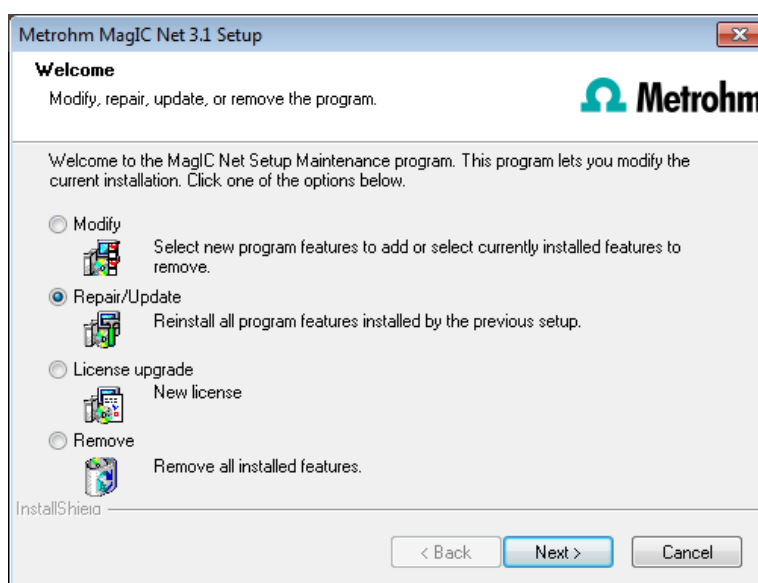 Metrohm MagIC Net 3.1 Setup
Welcome
Modify, repair, update, or remove the program.
Metrohm
Welcome to the MagIC Net Setup Maintenance program. This program lets you modify the
current installation. Click one of the options below.
Modify
Select new program features to add or select currently installed features to
remove.
Repair/Update
Reinstall all program features installed by the previous setup.
License upgrade
New license
Remove
Remove all installed features.
InstallShield
< Back
Next >
Cancel